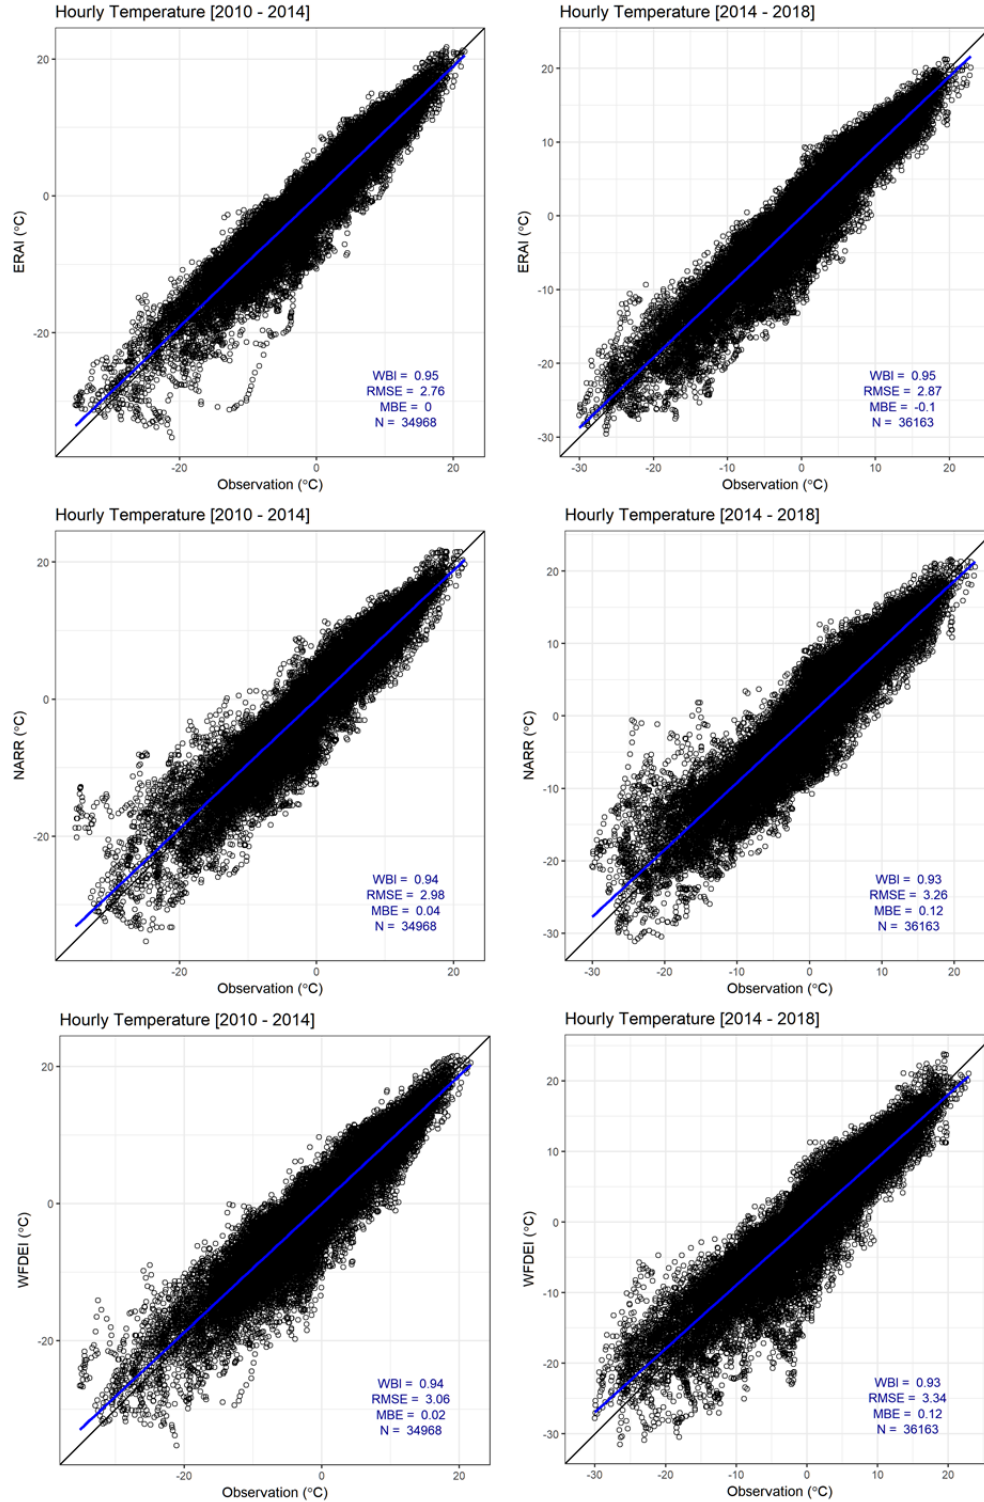 Hourly Temperature [2010 - 2014]
20
0
-20
ERAI (°C)
WBI = 0.95
RMSE = 2.76
MBE = 0
N = 34968
-20 0 20
Observation (°C)
Hourly Temperature [2014 - 2018]
20
10
0
-10
-20
-30
ERAI (°C)
WBI = 0.95
RMSE = 2.87
MBE = -0.1
N = 36163
-30 -20 -10 0 10 20
Observation (°C)
Hourly Temperature [2010 - 2014]
20
0
-20
NARR (°C)
WBI = 0.94
RMSE = 2.98
MBE = 0.04
N = 34968
-20 0 20
Observation (°C)
Hourly Temperature [2014 - 2018]
20
10
0
-10
-20
-30
NARR (°C)
WBI = 0.93
RMSE = 3.26
MBE = 0.12
N = 36163
-30 -20 -10 0 10 20
Observation (°C)
Hourly Temperature [2010 - 2014]
20
0
-20
WFDEI (°C)
WBI = 0.94
RMSE = 3.06
MBE = 0.02
N = 34968
-20 0 20
Observation (°C)
Hourly Temperature [2014 - 2018]
20
10
0
-10
-20
-30
WFDEI (°C)
WBI = 0.93
RMSE = 3.34
MBE = 0.12
N = 36163
-30 -20 -10 0 10 20
Observation (°C)